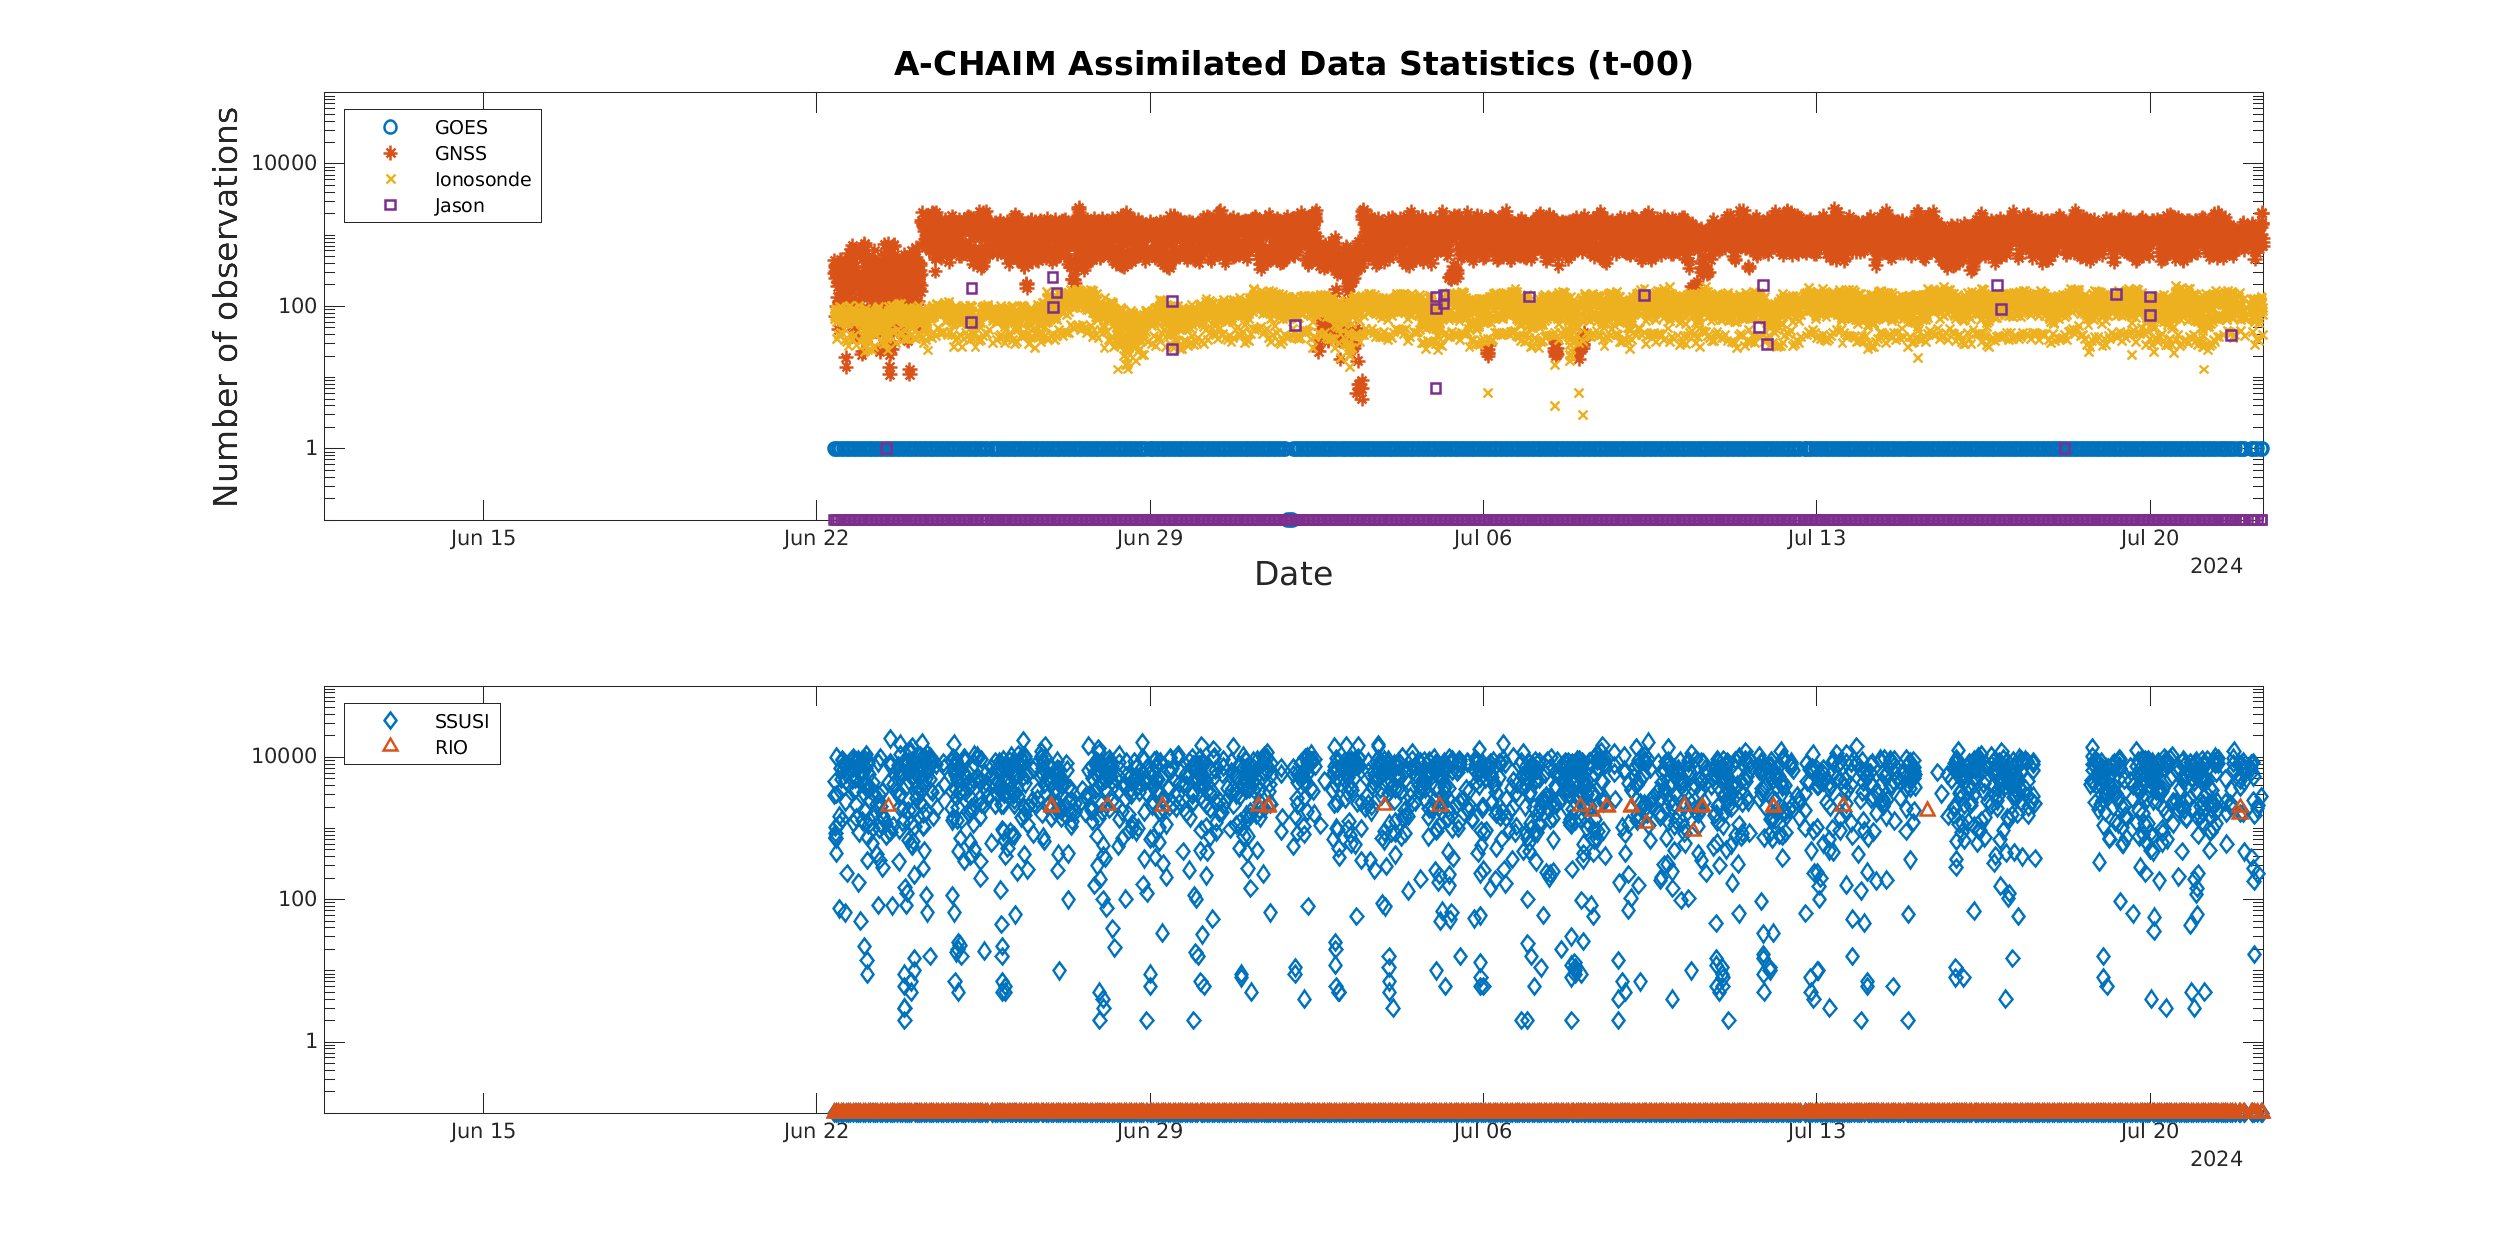 A-CHAIM Assimilated Data Statistics (t-00)
Number of observations
10000
100
1
GOES
GNSS
Ionosonde
Jason
Jun 15
Jun 22
Jun 29
Jul 06
Jul 13
Jul 20
2024
Date
10000
100
1
SSUSI
RIO
Jun 15
Jun 22
Jun 29
Jul 06
Jul 13
Jul 20
2024